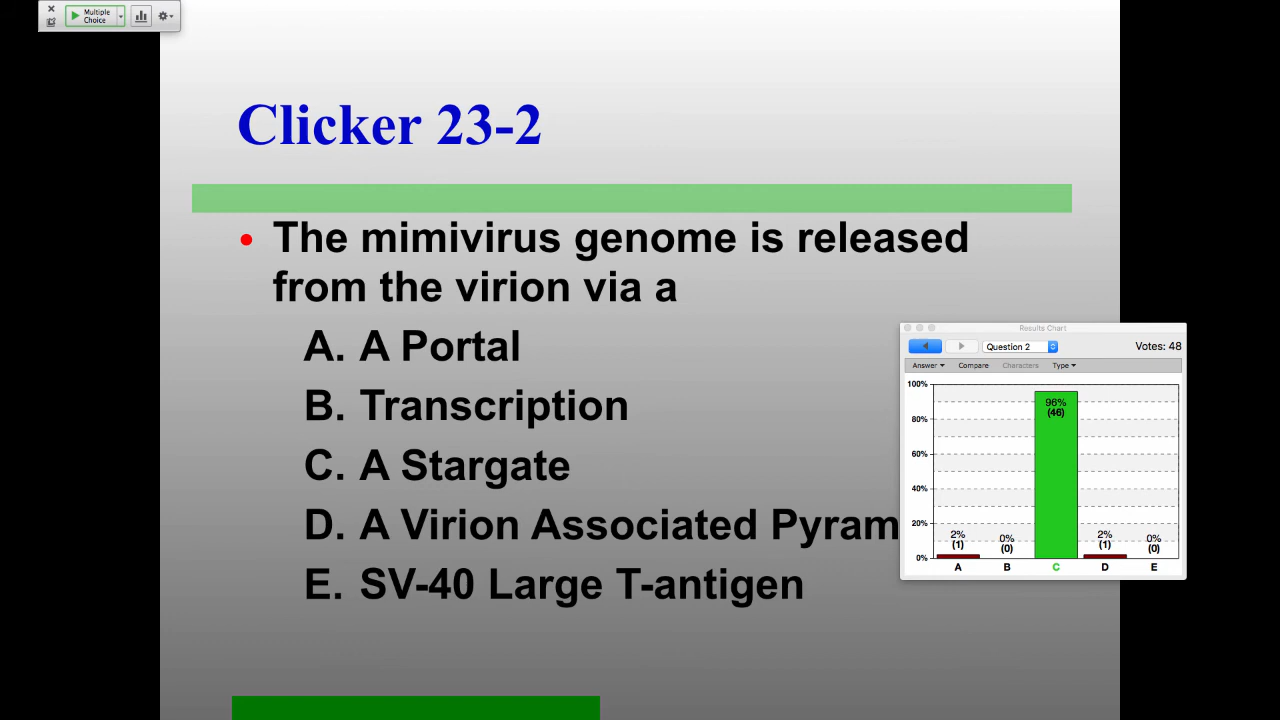 Multiple
Choice
Clicker 23-2
• The mimivirus genome is released
from the virion via a
A. A Portal
B. Transcription
C. A Stargate
D. A Virion Associated Pyram
E. SV-40 Large T-antigen
Results Chart
Question 2
Votes: 48
Answer Compare Characters Type
100%
80%
60%
40%
20%
0%
2%
(1)
0%
(0)
96%
(46)
2%
(1)
0%
(0)
A B C D E